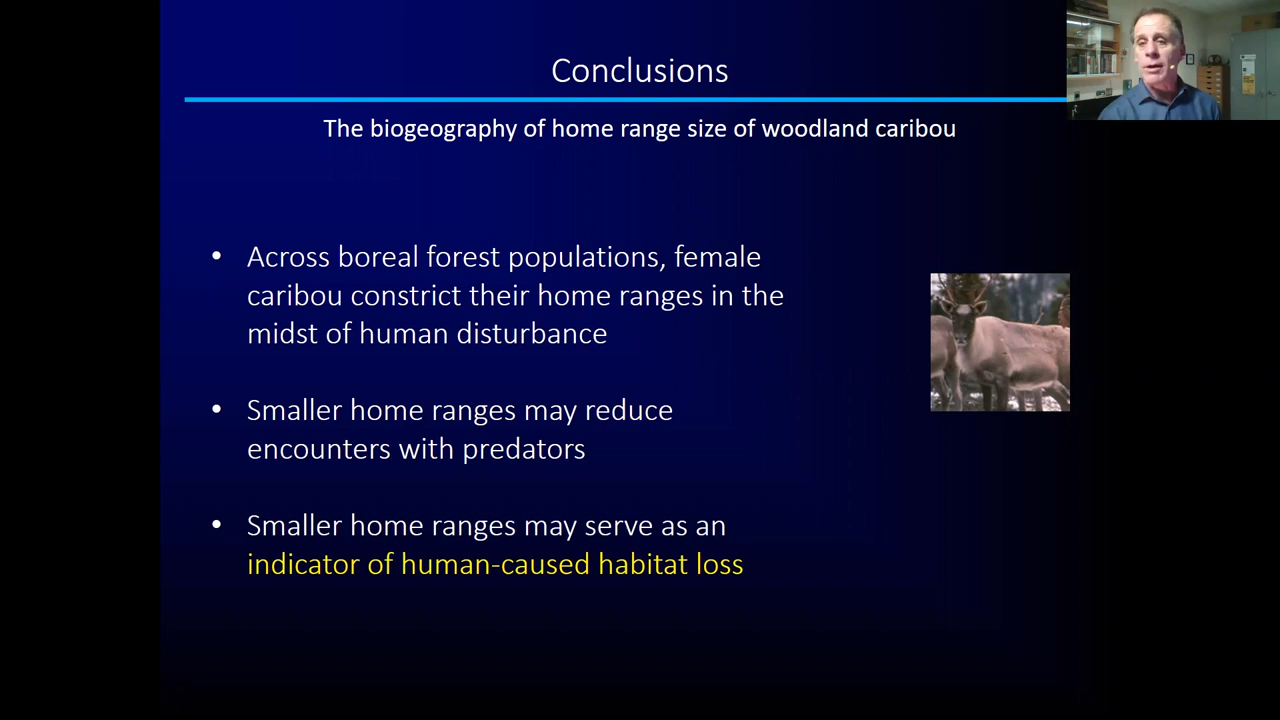 Conclusions
The biogeography of home range size of woodland caribou
• Across boreal forest populations, female
caribou constrict their home ranges in the
midst of human disturbance
• Smaller home ranges may reduce
encounters with predators
• Smaller home ranges may serve as an
indicator of human-caused habitat loss